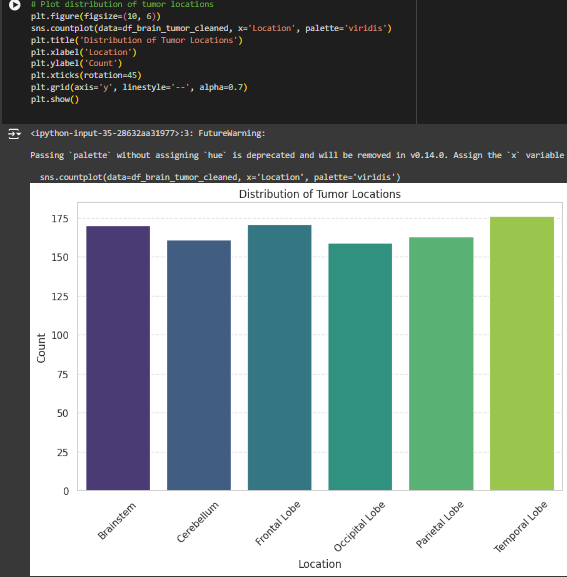 # Plot distribution of tumor locations
plt.figure(figsize=(10, 6))
sns.countplot(data=df_brain_tumor_cleaned, x='Location', palette='viridis')
plt.title('Distribution of Tumor Locations')
plt.xlabel('Location')
plt.ylabel('Count')
plt.xticks(rotation=45)
plt.grid(axis='y', linestyle='--', alpha=0.7)
plt.show()
<ipython-input-35-28632aa31977>:3: FutureWarning:
Passing `palette` without assigning `hue` is deprecated and will be removed in v0.14.0. Assign the `x` variable
sns.countplot(data=df_brain_tumor_cleaned, x='Location', palette='viridis')
Distribution of Tumor Locations
175
150
125
100
75
50
25
0
Count
Brainstem
Cerebellum
Frontal Lobe
Occipital Lobe
Parietal Lobe
Temporal Lobe
Location